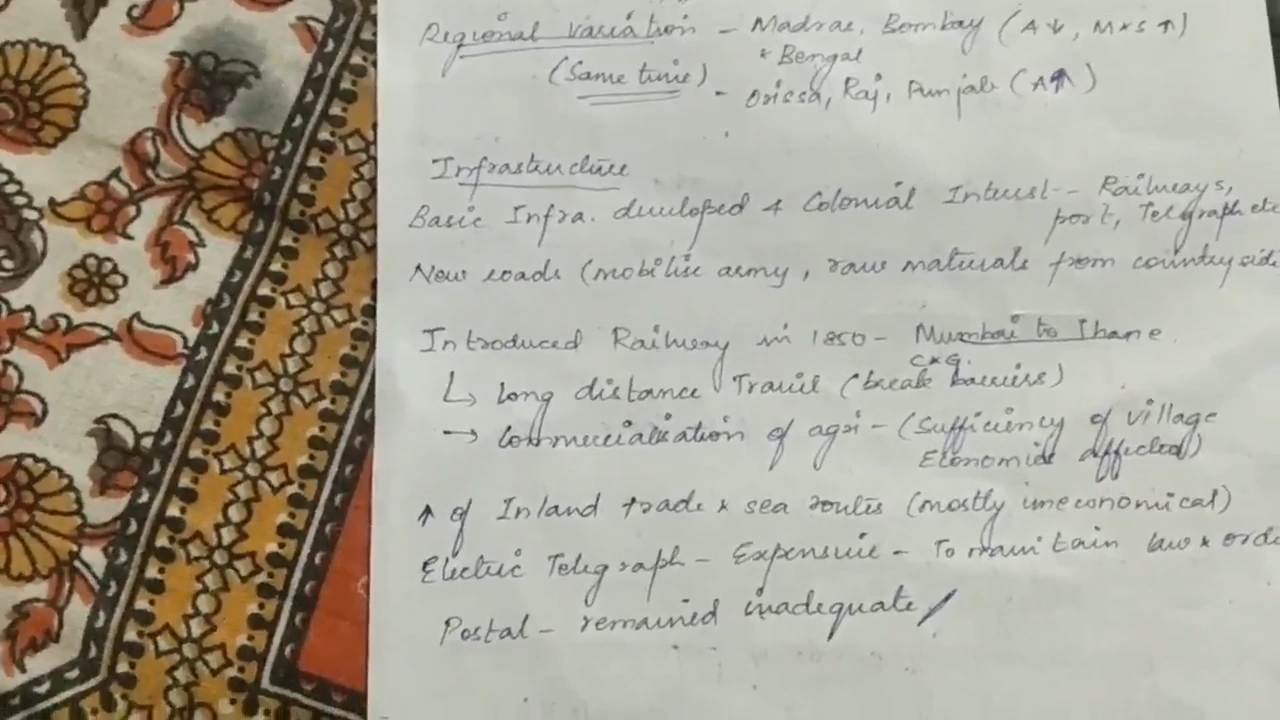 Regional Variation - Madras, Bombay (A↓, M & S ↑)
& Bengal
(Same time) - Orissa, Raj, Punjab (A↑)
Infrastructure
Basic Infra. developed 4 Colonial Interest - Railways,
port, Telegraph etc
New roads (mobilise army, raw materials from countryside
Introduced Railway in 1850 - Mumbai to Thane
C & G.
↳ Long distance Travel (break barriers)
→ Commercialisation of agri - (Sufficiency of village
Economies affected)
↑ of Inland trade & sea routes (mostly uneconomical)
Electric Telegraph - Expensive - To maintain law & orde
Postal - remained inadequate